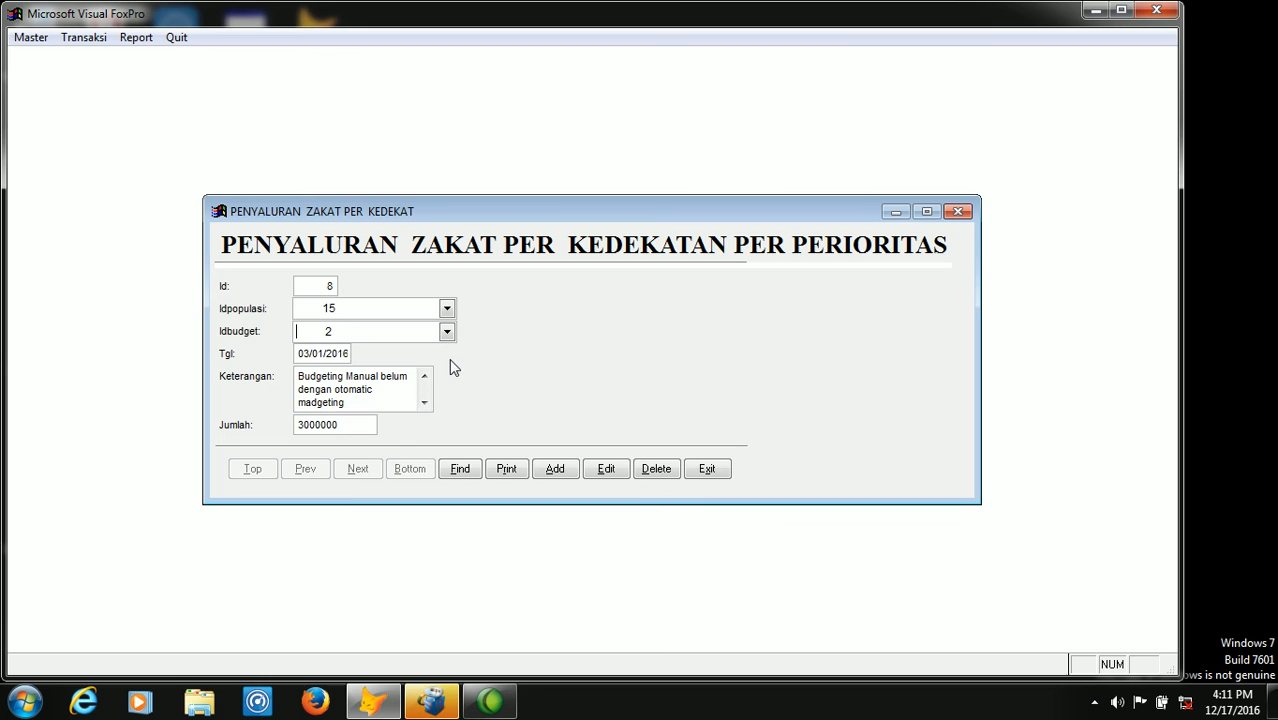 Microsoft Visual FoxPro
Master Transaksi Report Quit
PENYALURAN ZAKAT PER KEDEKAT
PENYALURAN ZAKAT PER KEDEKATAN PER PERIORITAS
Id: 8
Idpopulasi: 15
Idbudget: 2
Tgl: 03/01/2016
Keterangan: Budgeting Manual belum
dengan otomatic
madgeting
Jumlah: 3000000
Top Prev Next Bottom Find Print Add Edit Delete Exit
NUM
Windows 7
Build 7601
ws is not genuine
4:11 PM
12/17/2016